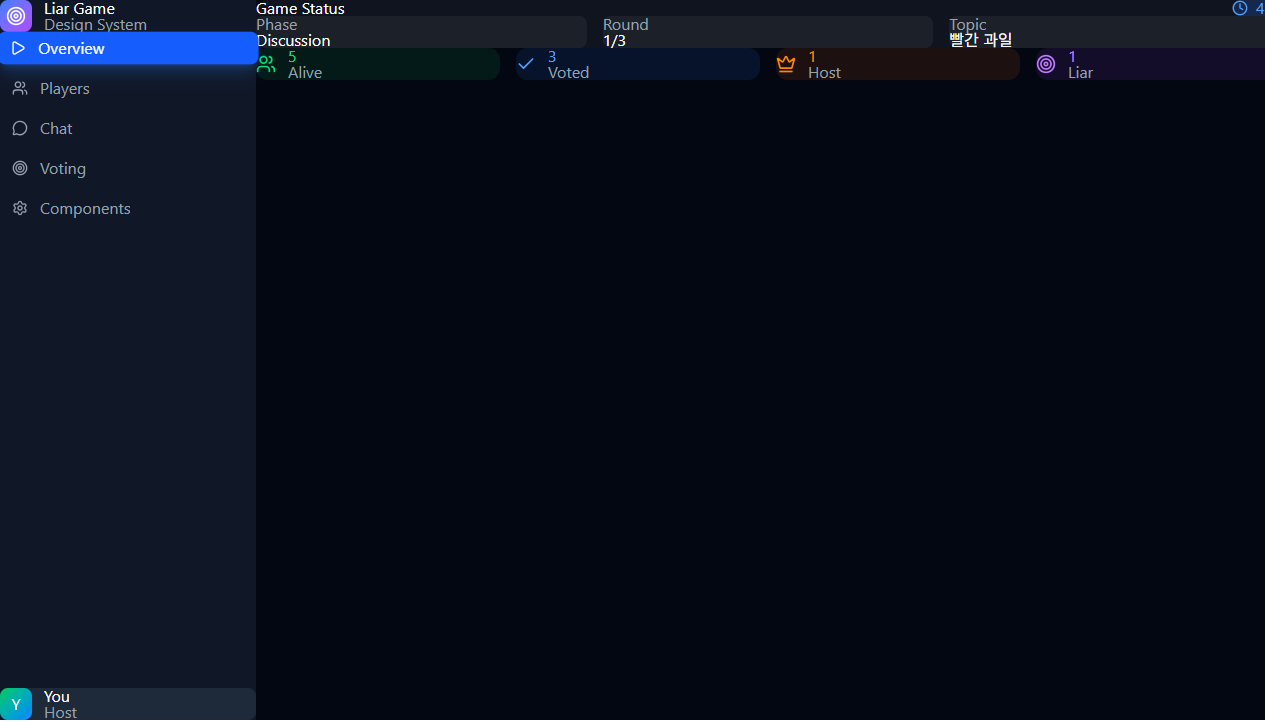 Liar Game
Design System
Overview
Players
Chat
Voting
Components
You
Host
Y
Game Status
4
Phase
Discussion
Round
1/3
Topic
빨간 과일
5
Alive
3
Voted
1
Host
1
Liar